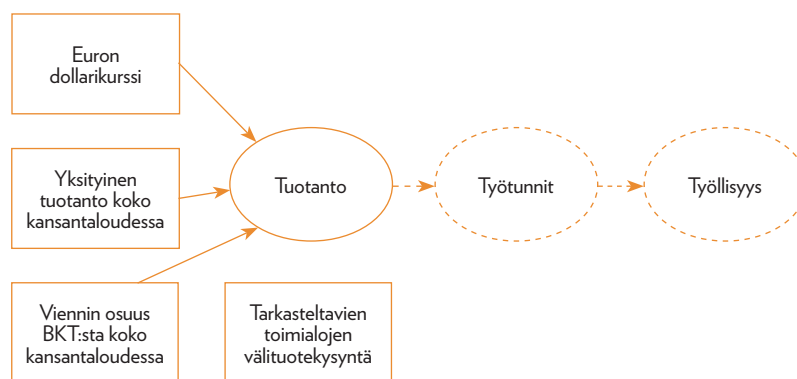 Euron
dollarikurssi
Yksityinen
tuotanto koko
kansantaloudessa
Tuotanto
Työtunnit
Työllisyys
Viennin osuus
BKT:sta koko
kansantaloudessa
Tarkasteltavien
toimialojen
välituotekysyntä